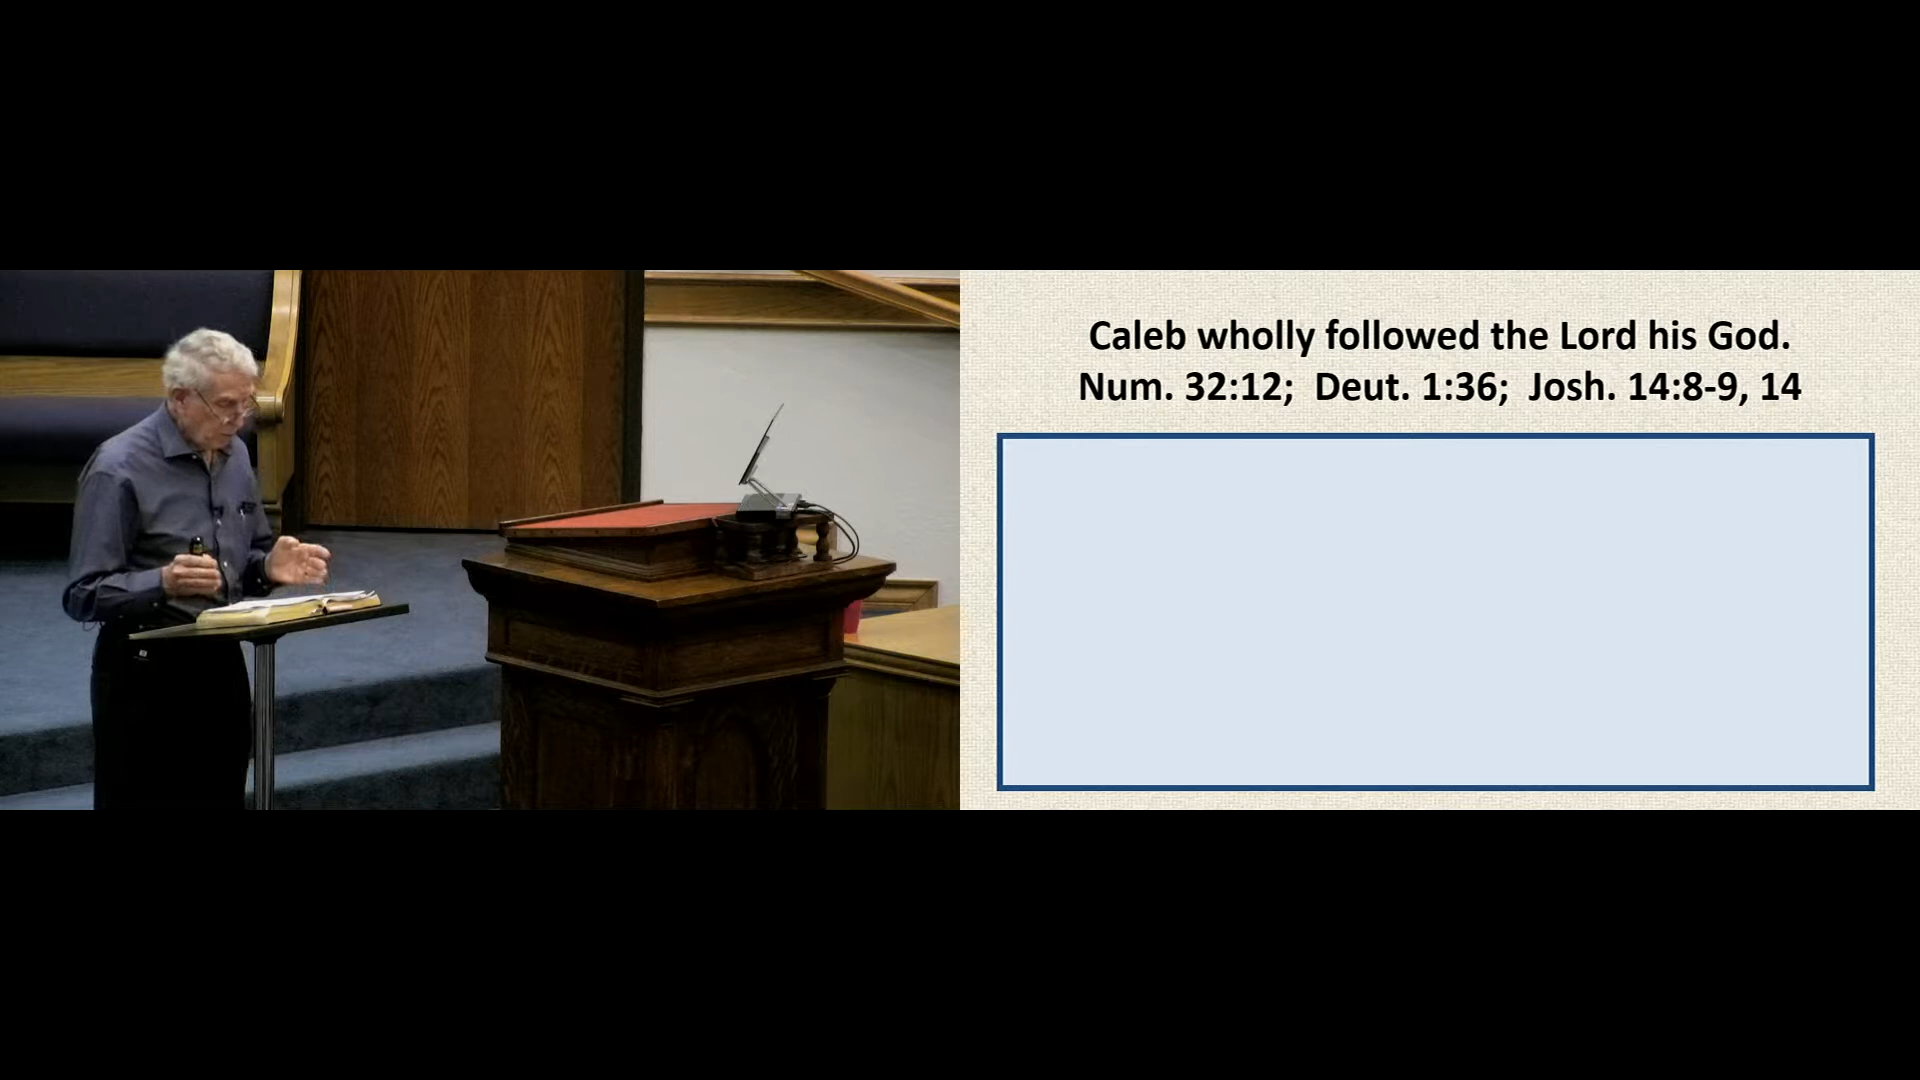 Caleb wholly followed the Lord his God.
Num. 32:12; Deut. 1:36; Josh. 14:8-9, 14